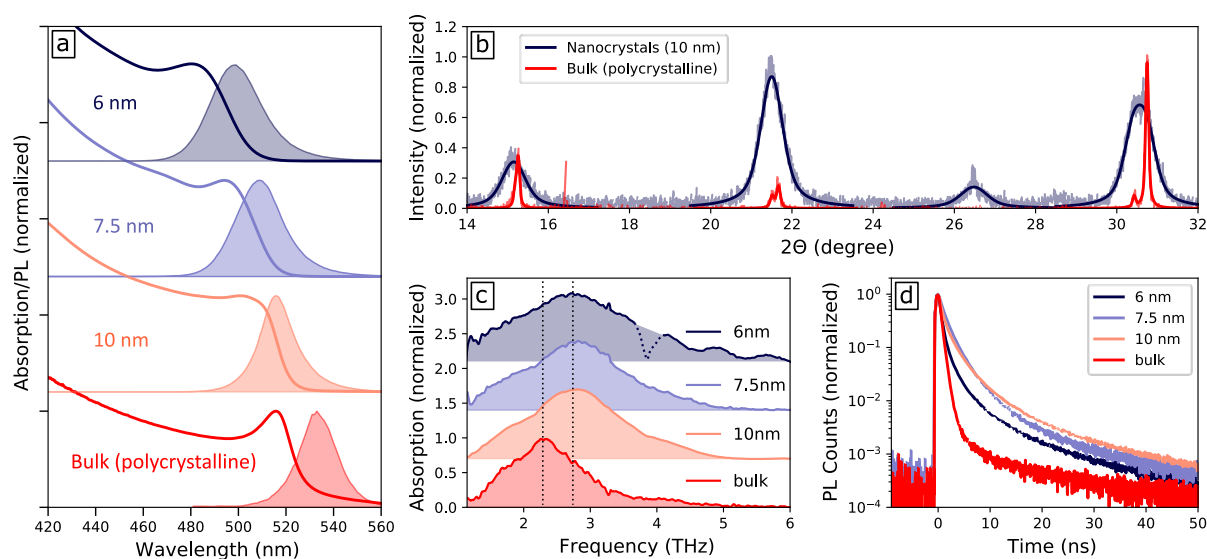 a
6 nm
7.5 nm
10 nm
Bulk (polycrystalline)
Absorption/PL (normalized)
420 440 460 480 500 520 540 560
Wavelength (nm)
b
Nanocrystals (10 nm)
Bulk (polycrystalline)
Intensity (normalized)
1.2
1.0
0.8
0.6
0.4
0.2
0.0
14 16 18 20 22 24 26 28 30 32
2Θ (degree)
c
6nm
7.5nm
10nm
bulk
Absorption (normalized)
3.0
2.5
2.0
1.5
1.0
0.5
0.0
2 3 4 5 6
Frequency (THz)
d
6 nm
7.5 nm
10 nm
bulk
PL Counts (normalized)
10⁰
10⁻¹
10⁻²
10⁻³
10⁻⁴
0 10 20 30 40 50
Time (ns)